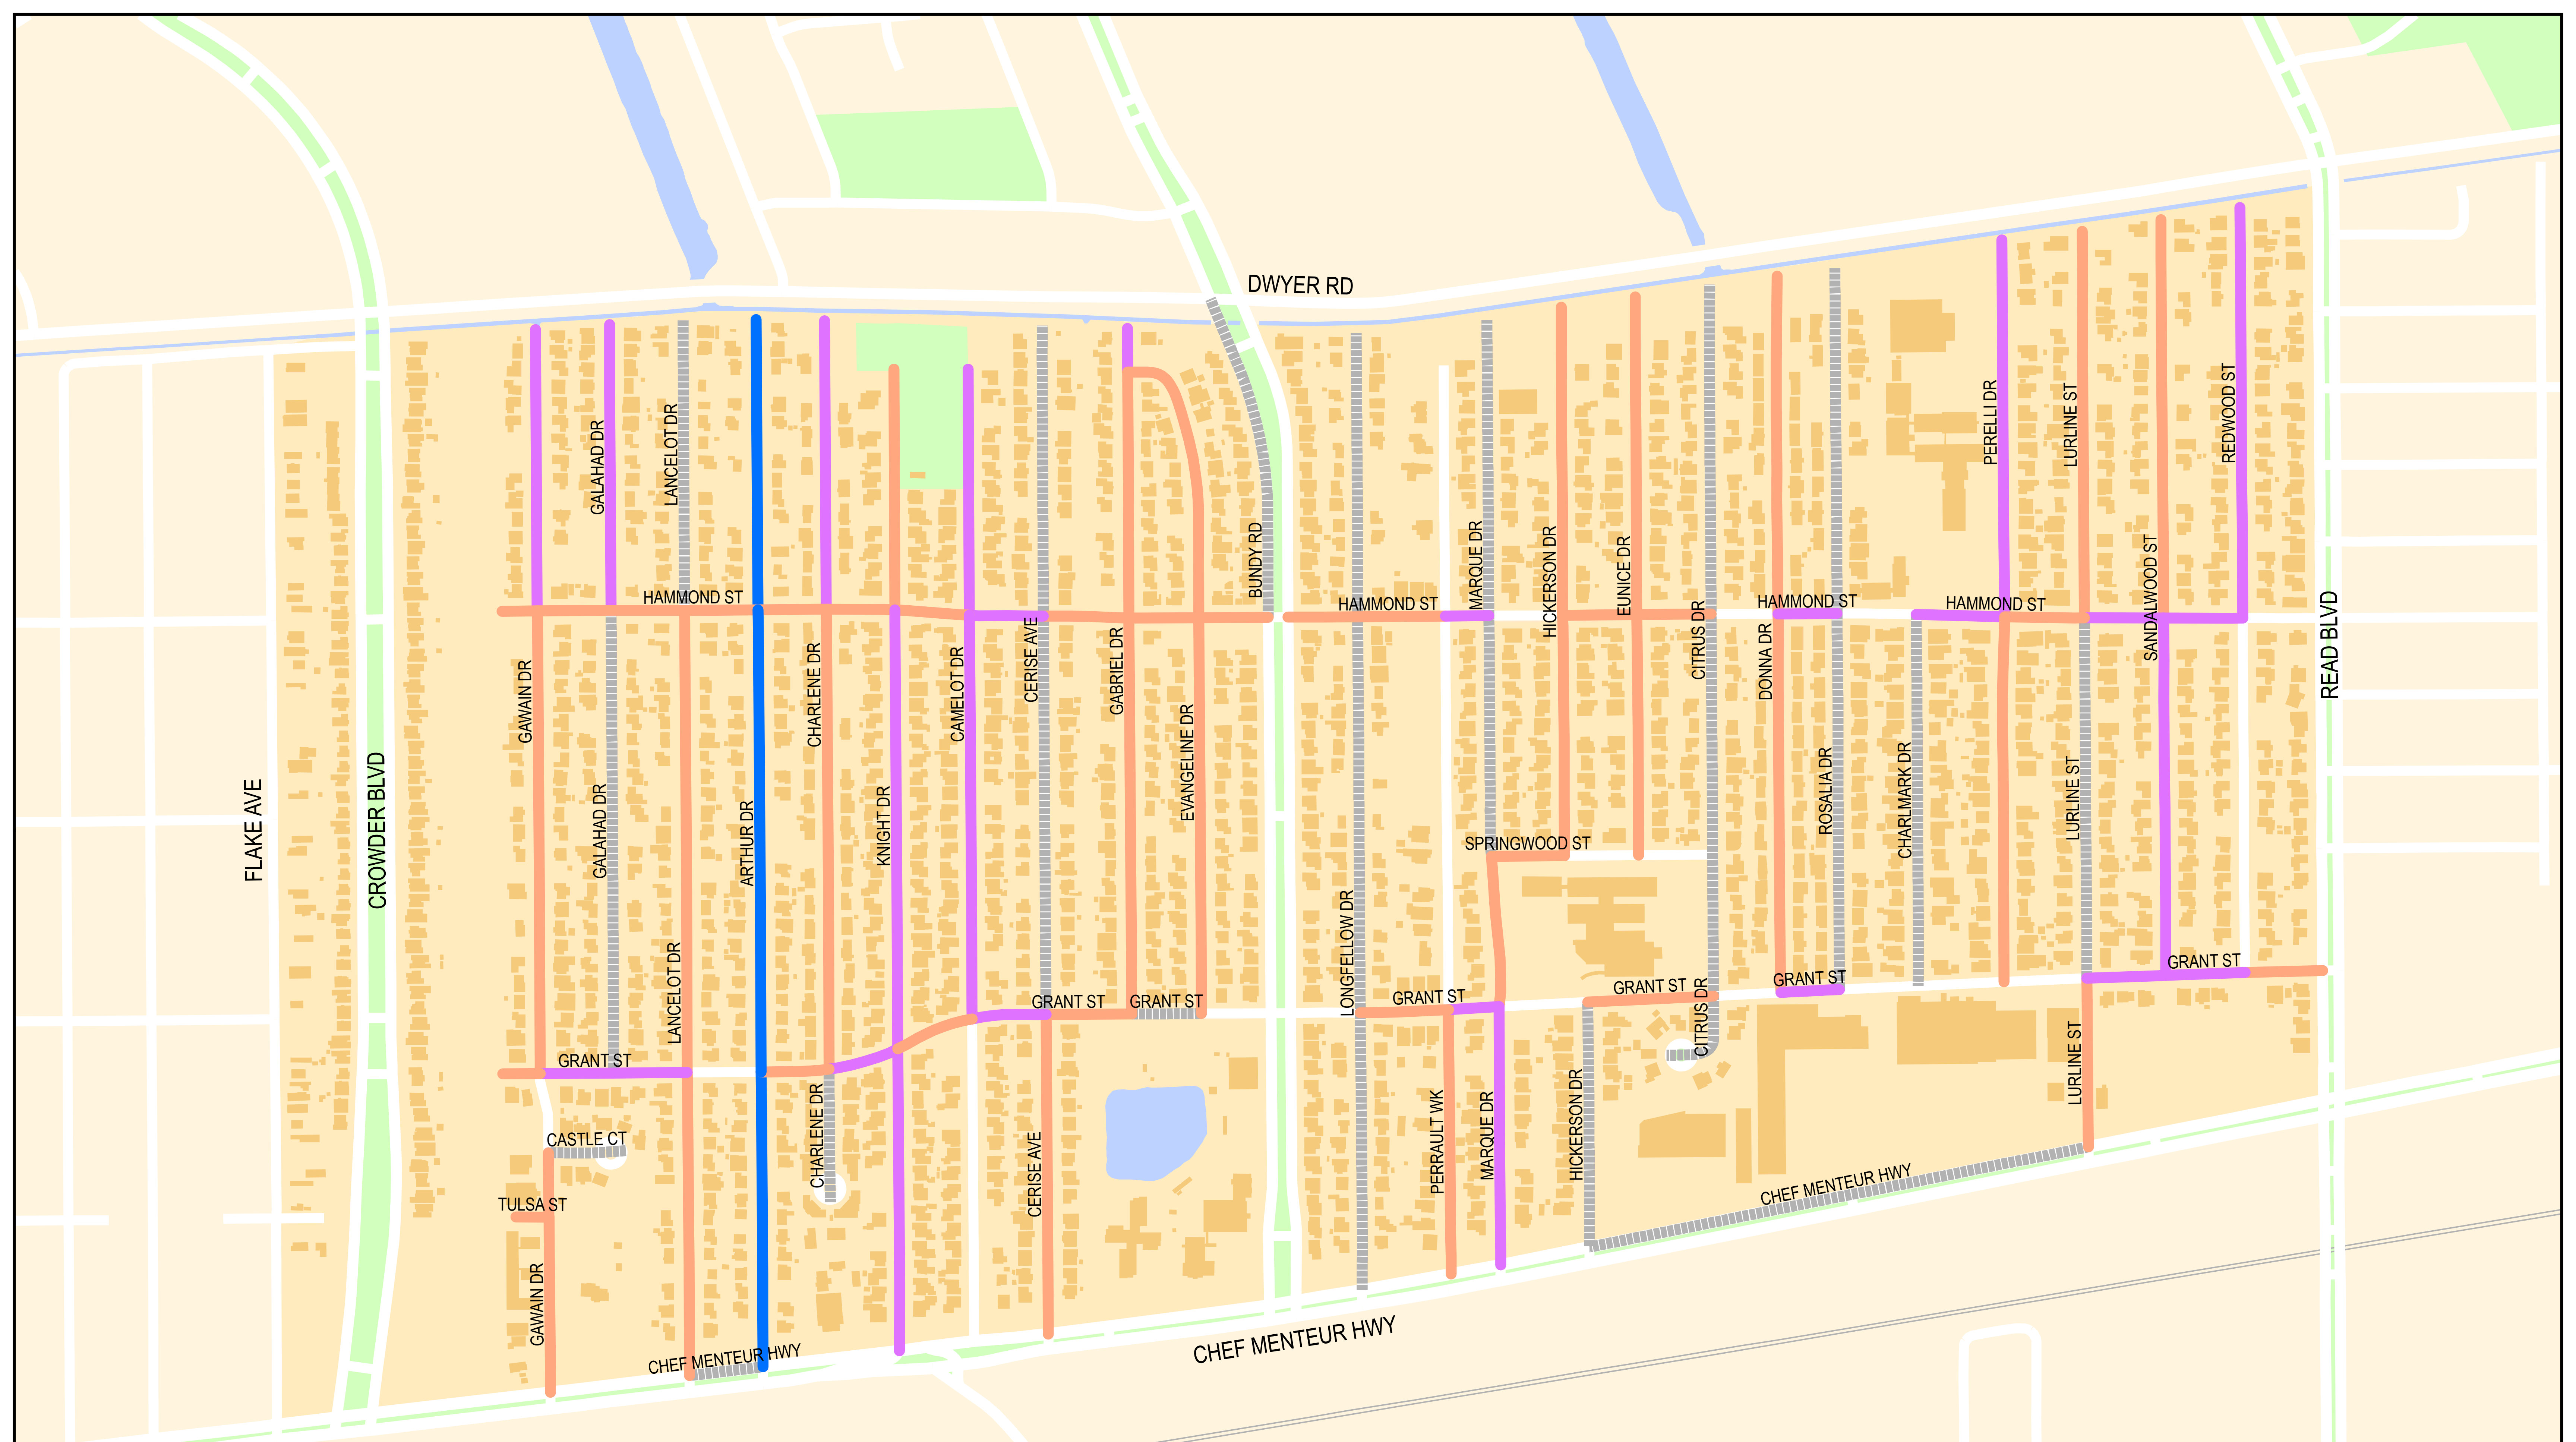 DWYER RD
GALAHAD DR
LANCELOT DR
PERELLI DR
LURLINE ST
REDWOOD ST
BUNDY RD
MARQUE DR
HICKERSON DR
EUNICE DR
SANDALWOOD ST
HAMMOND ST
HAMMOND ST
HAMMOND ST
HAMMOND ST
GAWAIN DR
CHARLENE DR
CAMELOT DR
CERISE AVE
GABRIEL DR
CITRUS DR
DONNA DR
READ BLVD
FLAKE AVE
CROWDER BLVD
GALAHAD DR
ARTHUR DR
KNIGHT DR
EVANGELINE DR
ROSALIA DR
CHARLMARK DR
LURLINE ST
SPRINGWOOD ST
LANCELOT DR
LONGFELLOW DR
GRANT ST
GRANT ST
GRANT ST
GRANT ST
GRANT ST
GRANT ST
GRANT ST
CITRUS DR
LURLINE ST
CASTLE CT
CHARLENE DR
CERISE AVE
PERRAULT WK
MARQUE DR
HICKERSON DR
TULSA ST
CHEF MENTEUR HWY
GAWAIN DR
CHEF MENTEUR HWY
CHEF MENTEUR HWY